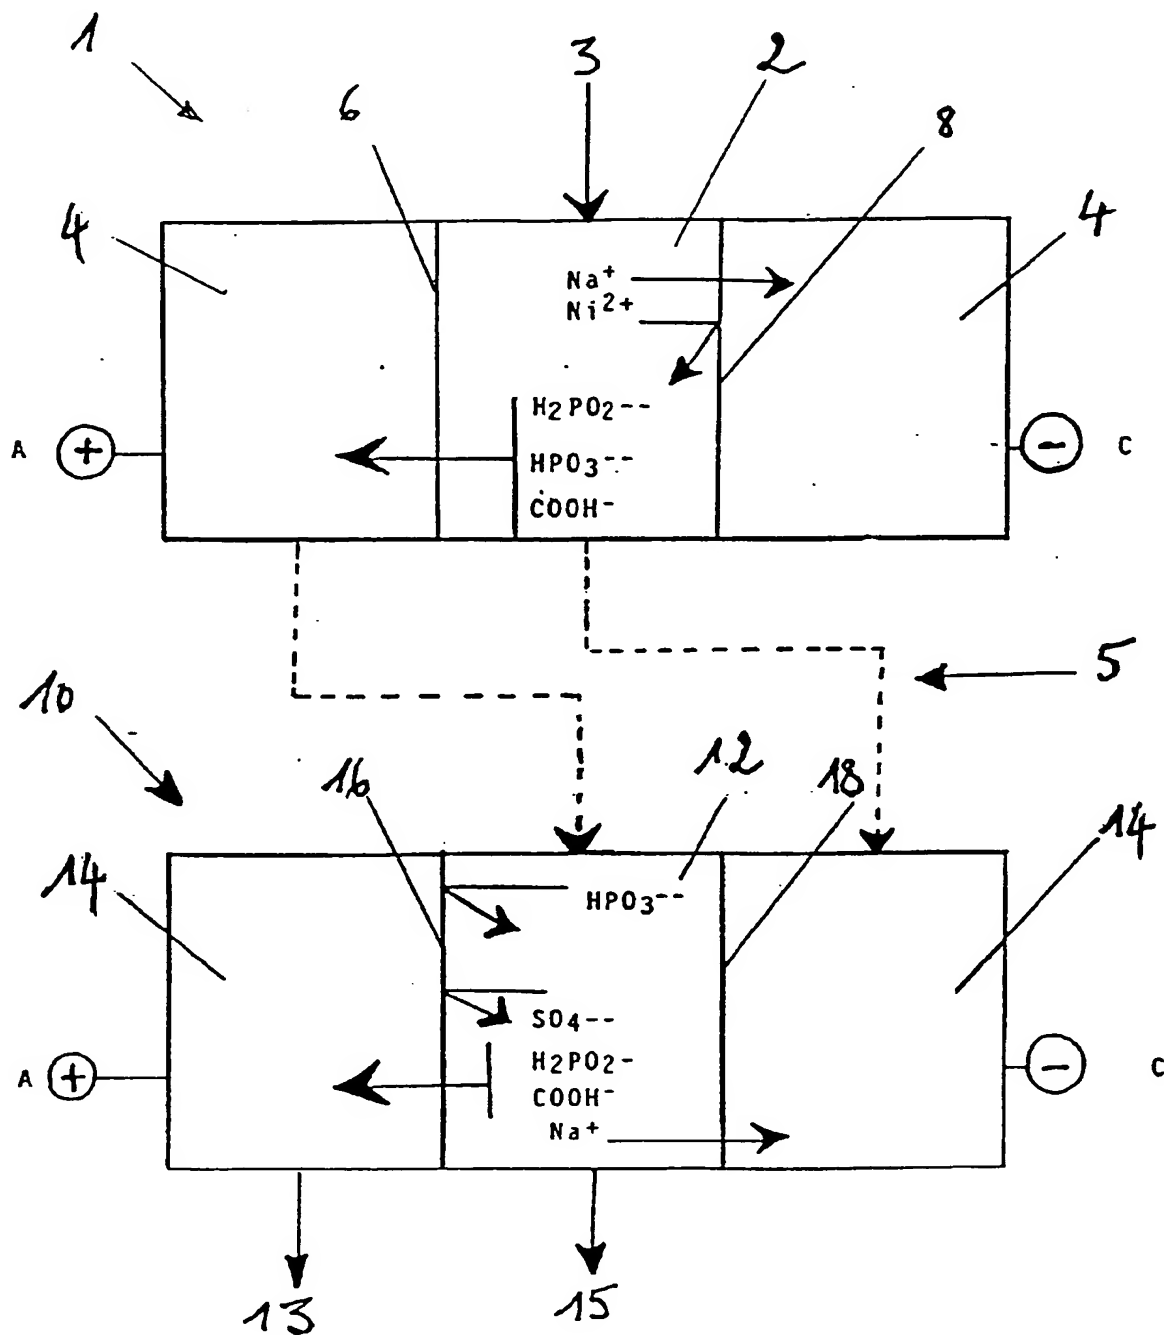 1
3
2
6
8
4
4
Na+
Ni2+
H2PO2--
A
+
HPO3--
-
C
COOH-
5
10
16
12
18
14
14
HPO3--
SO4--
H2PO2-
A
+
COOH-
-
C
Na+
13
15